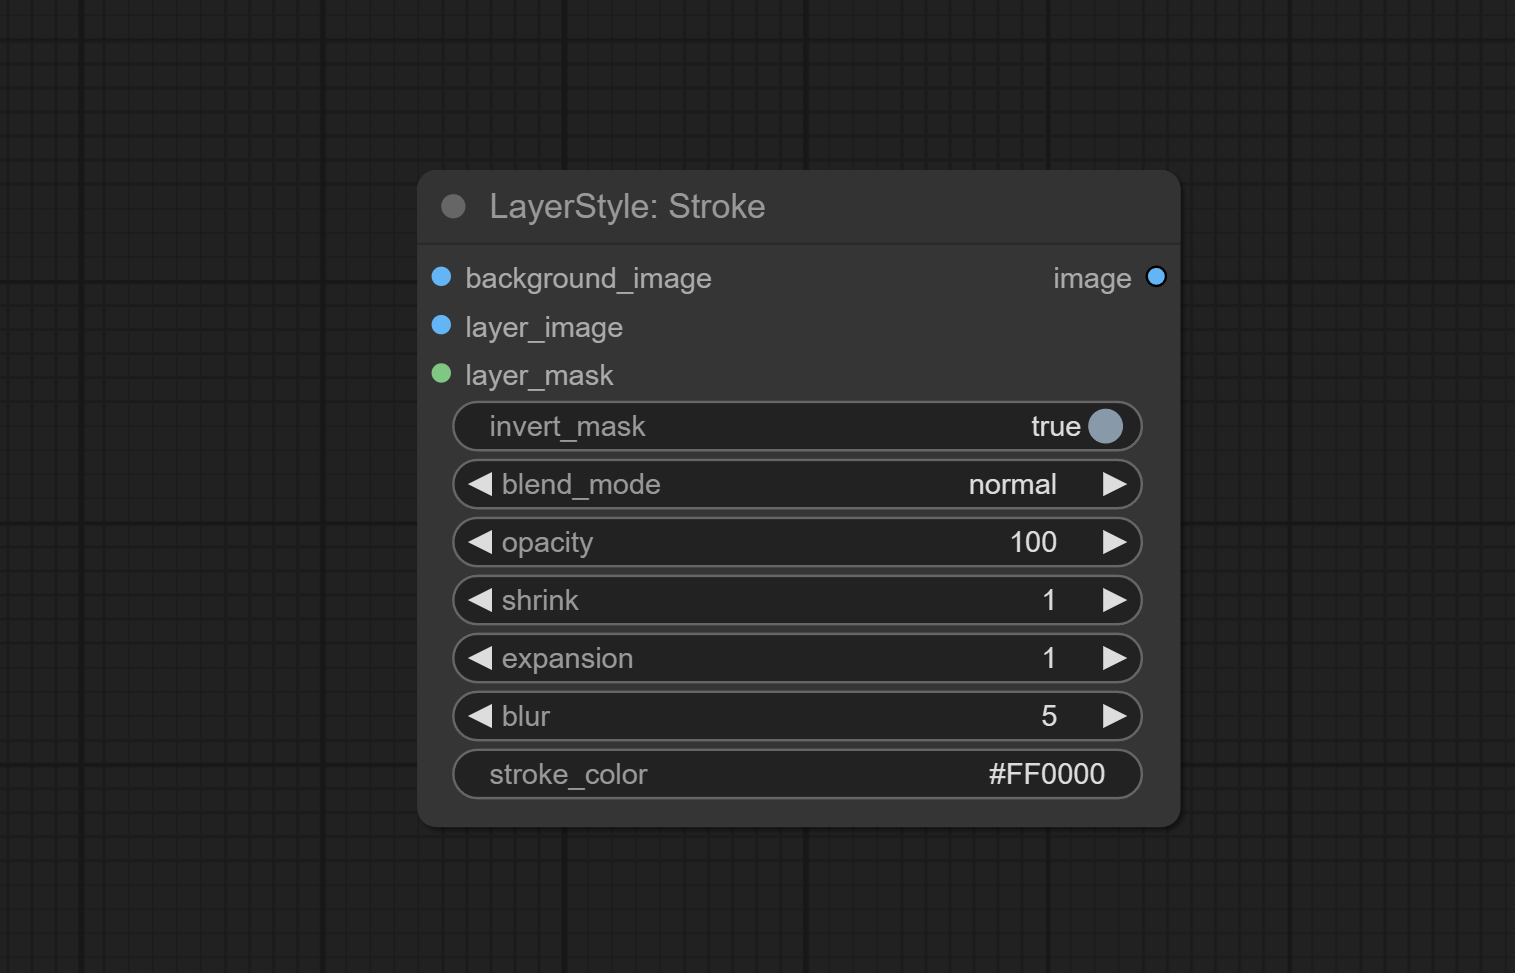 LayerStyle: Stroke
background_image image
layer_image
layer_mask
invert_mask true
blend_mode normal
opacity 100
shrink 1
expansion 1
blur 5
stroke_color #FF0000